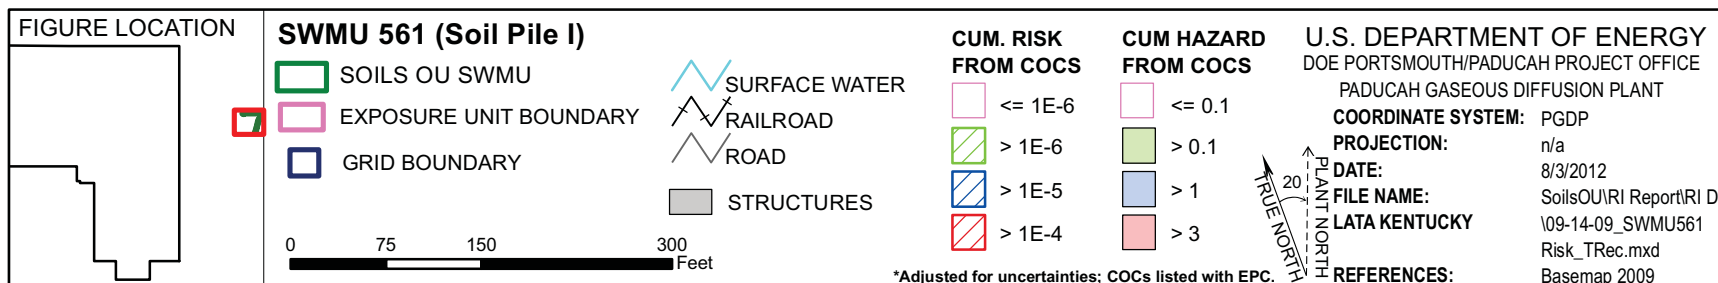 FIGURE LOCATION
SWMU 561 (Soil Pile I)
SOILS OU SWMU
EXPOSURE UNIT BOUNDARY
GRID BOUNDARY
SURFACE WATER
RAILROAD
ROAD
STRUCTURES
0 75 150 300
Feet
CUM. RISK
FROM COCS
<= 1E-6
> 1E-6
> 1E-5
> 1E-4
CUM HAZARD
FROM COCS
<= 0.1
> 0.1
> 1
> 3
*Adjusted for uncertainties; COCs listed with EPC.
U.S. DEPARTMENT OF ENERGY
DOE PORTSMOUTH/PADUCAH PROJECT OFFICE
PADUCAH GASEOUS DIFFUSION PLANT
TRUE NORTH
20
PLANT NORTH
COORDINATE SYSTEM: PGDP
PROJECTION: n/a
DATE: 8/3/2012
FILE NAME: SoilsOU\RI Report\RI D
LATA KENTUCKY \09-14-09_SWMU561
Risk_TRec.mxd
REFERENCES: Basemap 2009